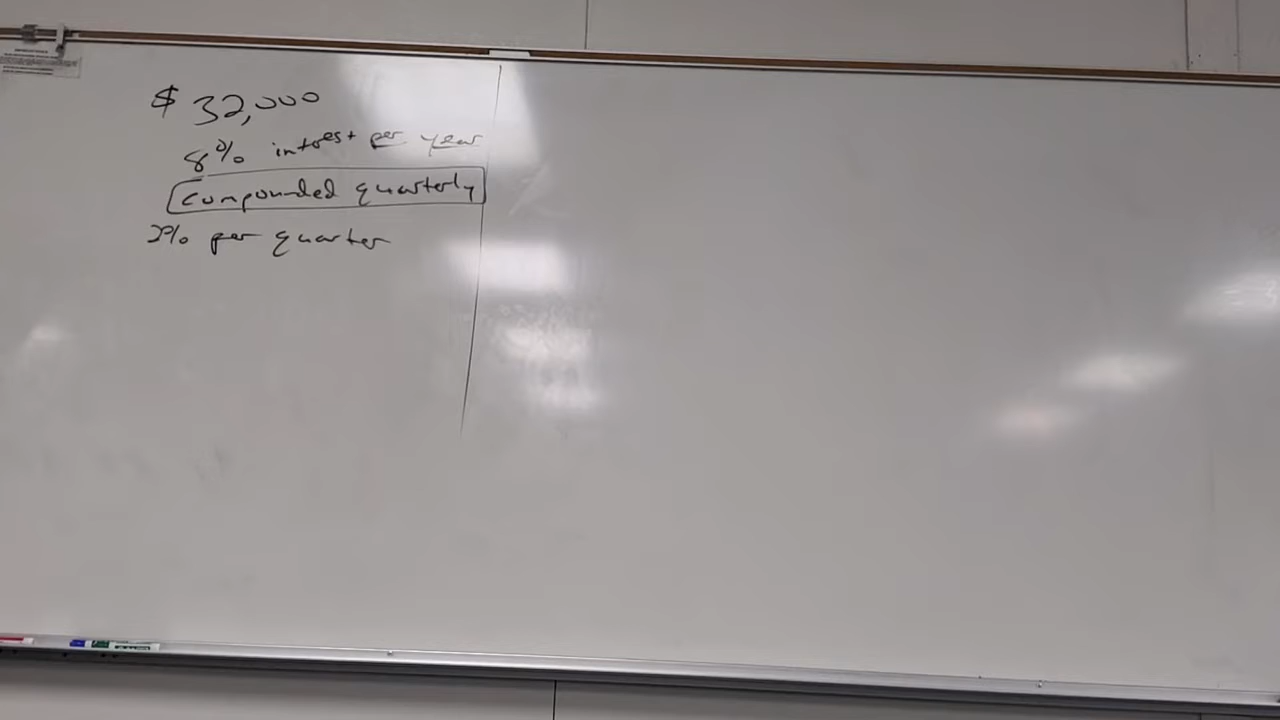 $ 32,000
8% interest per year
compounded quarterly
2% per quarter